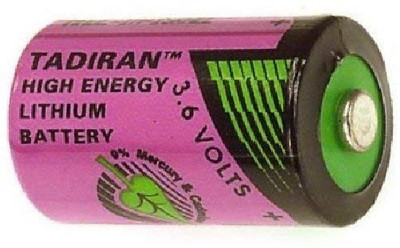 TADIRAN™
HIGH ENERGY
LITHIUM
BATTERY
3.6 VOLTS
0% Mercury &
+
+